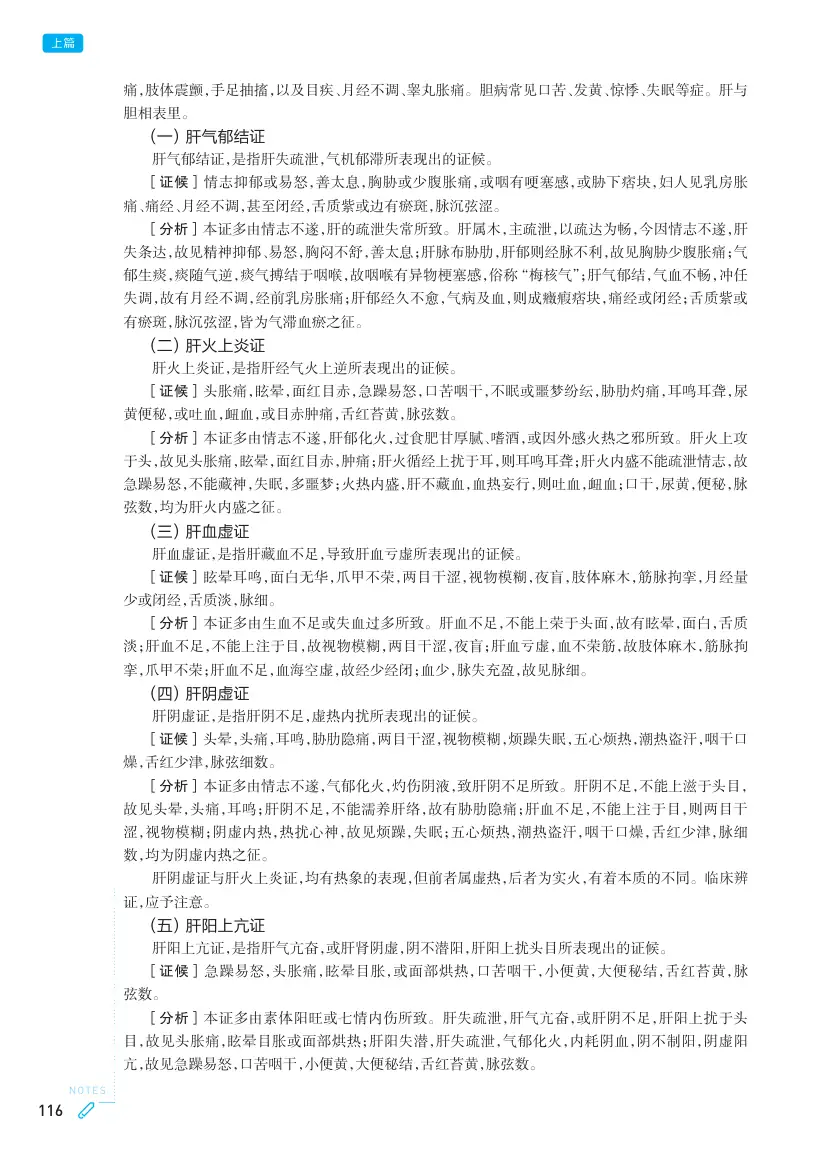 上篇
痛,肢体震颤,手足抽搐,以及目疾、月经不调、睾丸胀痛。胆病常见口苦、发黄、惊悸、失眠等症。肝与
胆相表里。
(一) 肝气郁结证
肝气郁结证,是指肝失疏泄,气机郁滞所表现出的证候。
[ 证候 ] 情志抑郁或易怒,善太息,胸胁或少腹胀痛,或咽有哽塞感,或胁下痞块,妇人见乳房胀
痛、痛经、月经不调,甚至闭经,舌质紫或边有瘀斑,脉沉弦涩。
[ 分析 ] 本证多由情志不遂,肝的疏泄失常所致。肝属木,主疏泄,以疏达为畅,今因情志不遂,肝
失条达,故见精神抑郁、易怒,胸闷不舒,善太息;肝脉布胁肋,肝郁则经脉不利,故见胸胁少腹胀痛;气
郁生痰,痰随气逆,痰气搏结于咽喉,故咽喉有异物梗塞感,俗称 “梅核气”;肝气郁结,气血不畅,冲任
失调,故有月经不调,经前乳房胀痛;肝郁经久不愈,气病及血,则成癥瘕痞块,痛经或闭经;舌质紫或
有瘀斑,脉沉弦涩,皆为气滞血瘀之征。
(二) 肝火上炎证
肝火上炎证,是指肝经气火上逆所表现出的证候。
[ 证候 ] 头胀痛,眩晕,面红目赤,急躁易怒,口苦咽干,不眠或噩梦纷纭,胁肋灼痛,耳鸣耳聋,尿
黄便秘,或吐血,衄血,或目赤肿痛,舌红苔黄,脉弦数。
[ 分析 ] 本证多由情志不遂,肝郁化火,过食肥甘厚腻、嗜酒,或因外感火热之邪所致。肝火上攻
于头,故见头胀痛,眩晕,面红目赤,肿痛;肝火循经上扰于耳,则耳鸣耳聋;肝火内盛不能疏泄情志,故
急躁易怒,不能藏神,失眠,多噩梦;火热内盛,肝不藏血,血热妄行,则吐血,衄血;口干,尿黄,便秘,脉
弦数,均为肝火内盛之征。
(三) 肝血虚证
肝血虚证,是指肝藏血不足,导致肝血亏虚所表现出的证候。
[ 证候 ] 眩晕耳鸣,面白无华,爪甲不荣,两目干涩,视物模糊,夜盲,肢体麻木,筋脉拘挛,月经量
少或闭经,舌质淡,脉细。
[ 分析 ] 本证多由生血不足或失血过多所致。肝血不足,不能上荣于头面,故有眩晕,面白,舌质
淡;肝血不足,不能上注于目,故视物模糊,两目干涩,夜盲;肝血亏虚,血不荣筋,故肢体麻木,筋脉拘
挛,爪甲不荣;肝血不足,血海空虚,故经少经闭;血少,脉失充盈,故见脉细。
(四) 肝阴虚证
肝阴虚证,是指肝阴不足,虚热内扰所表现出的证候。
[ 证候 ] 头晕,头痛,耳鸣,胁肋隐痛,两目干涩,视物模糊,烦躁失眠,五心烦热,潮热盗汗,咽干口
燥,舌红少津,脉弦细数。
[ 分析 ] 本证多由情志不遂,气郁化火,灼伤阴液,致肝阴不足所致。肝阴不足,不能上滋于头目,
故见头晕,头痛,耳鸣;肝阴不足,不能濡养肝络,故有胁肋隐痛;肝血不足,不能上注于目,则两目干
涩,视物模糊;阴虚内热,热扰心神,故见烦躁,失眠;五心烦热,潮热盗汗,咽干口燥,舌红少津,脉细
数,均为阴虚内热之征。
肝阴虚证与肝火上炎证,均有热象的表现,但前者属虚热,后者为实火,有着本质的不同。临床辨
证,应予注意。
(五) 肝阳上亢证
肝阳上亢证,是指肝气亢奋,或肝肾阴虚,阴不潜阳,肝阳上扰头目所表现出的证候。
[ 证候 ] 急躁易怒,头胀痛,眩晕目胀,或面部烘热,口苦咽干,小便黄,大便秘结,舌红苔黄,脉
弦数。
[ 分析 ] 本证多由素体阳旺或七情内伤所致。肝失疏泄,肝气亢奋,或肝阴不足,肝阳上扰于头
目,故见头胀痛,眩晕目胀或面部烘热;肝阳失潜,肝失疏泄,气郁化火,内耗阴血,阴不制阳,阴虚阳
亢,故见急躁易怒,口苦咽干,小便黄,大便秘结,舌红苔黄,脉弦数。
NOTES
116